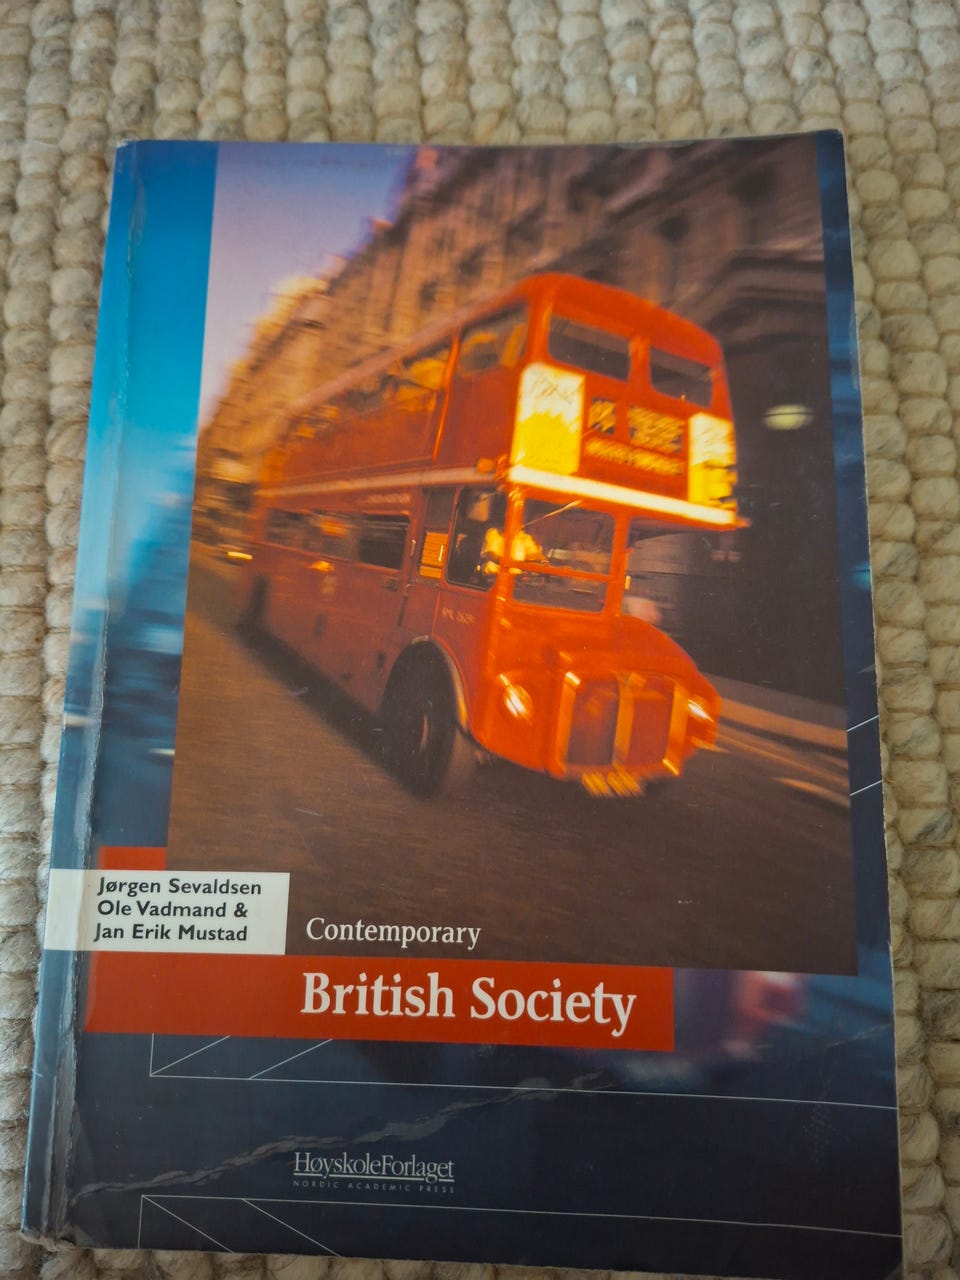 Jørgen Sevaldsen
Ole Vadmand &
Jan Erik Mustad
Contemporary
British Society
HøyskoleForlaget
NORDIC ACADEMIC PRESS